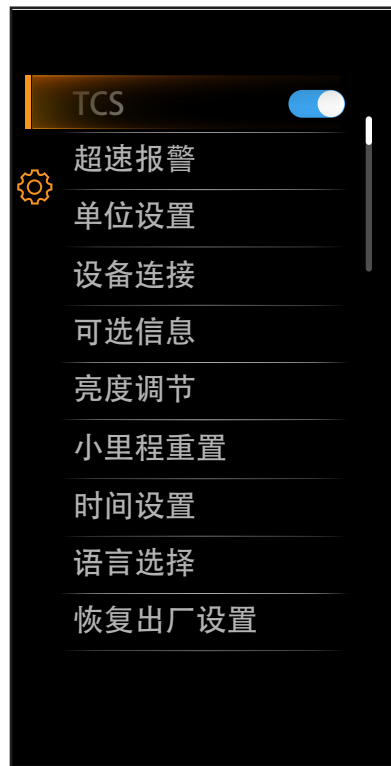 TCS
超速报警
单位设置
设备连接
可选信息
亮度调节
小里程重置
时间设置
语言选择
恢复出厂设置